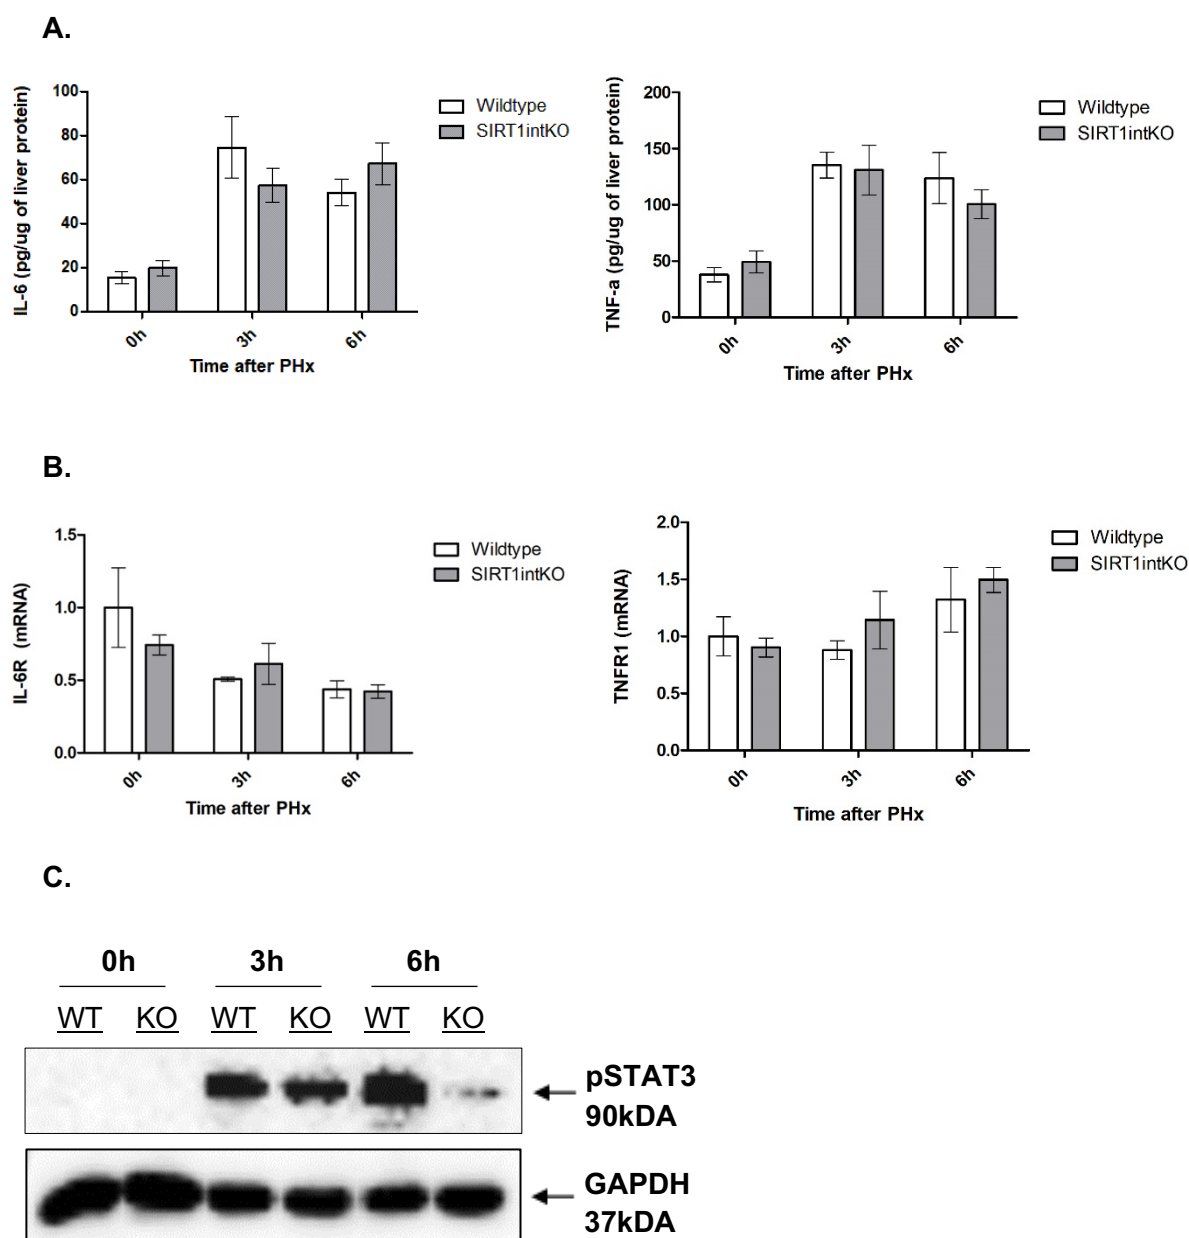 A.
IL-6 (pg/ug of liver protein)
100
80
60
40
20
0
0h
3h
6h
Time after PHx
Wildtype
SIRT1intKO
TNF-a (pg/ug of liver protein)
200
150
100
50
0
0h
3h
6h
Time after PHx
Wildtype
SIRT1intKO
B.
IL-6R (mRNA)
1.5
1.0
0.5
0.0
0h
3h
6h
Time after PHx
Wildtype
SIRT1intKO
TNFR1 (mRNA)
2.0
1.5
1.0
0.5
0.0
0h
3h
6h
Time after PHx
Wildtype
SIRT1intKO
C.
0h 3h 6h
WT KO WT KO WT KO
pSTAT3
90kDA
GAPDH
37kDA